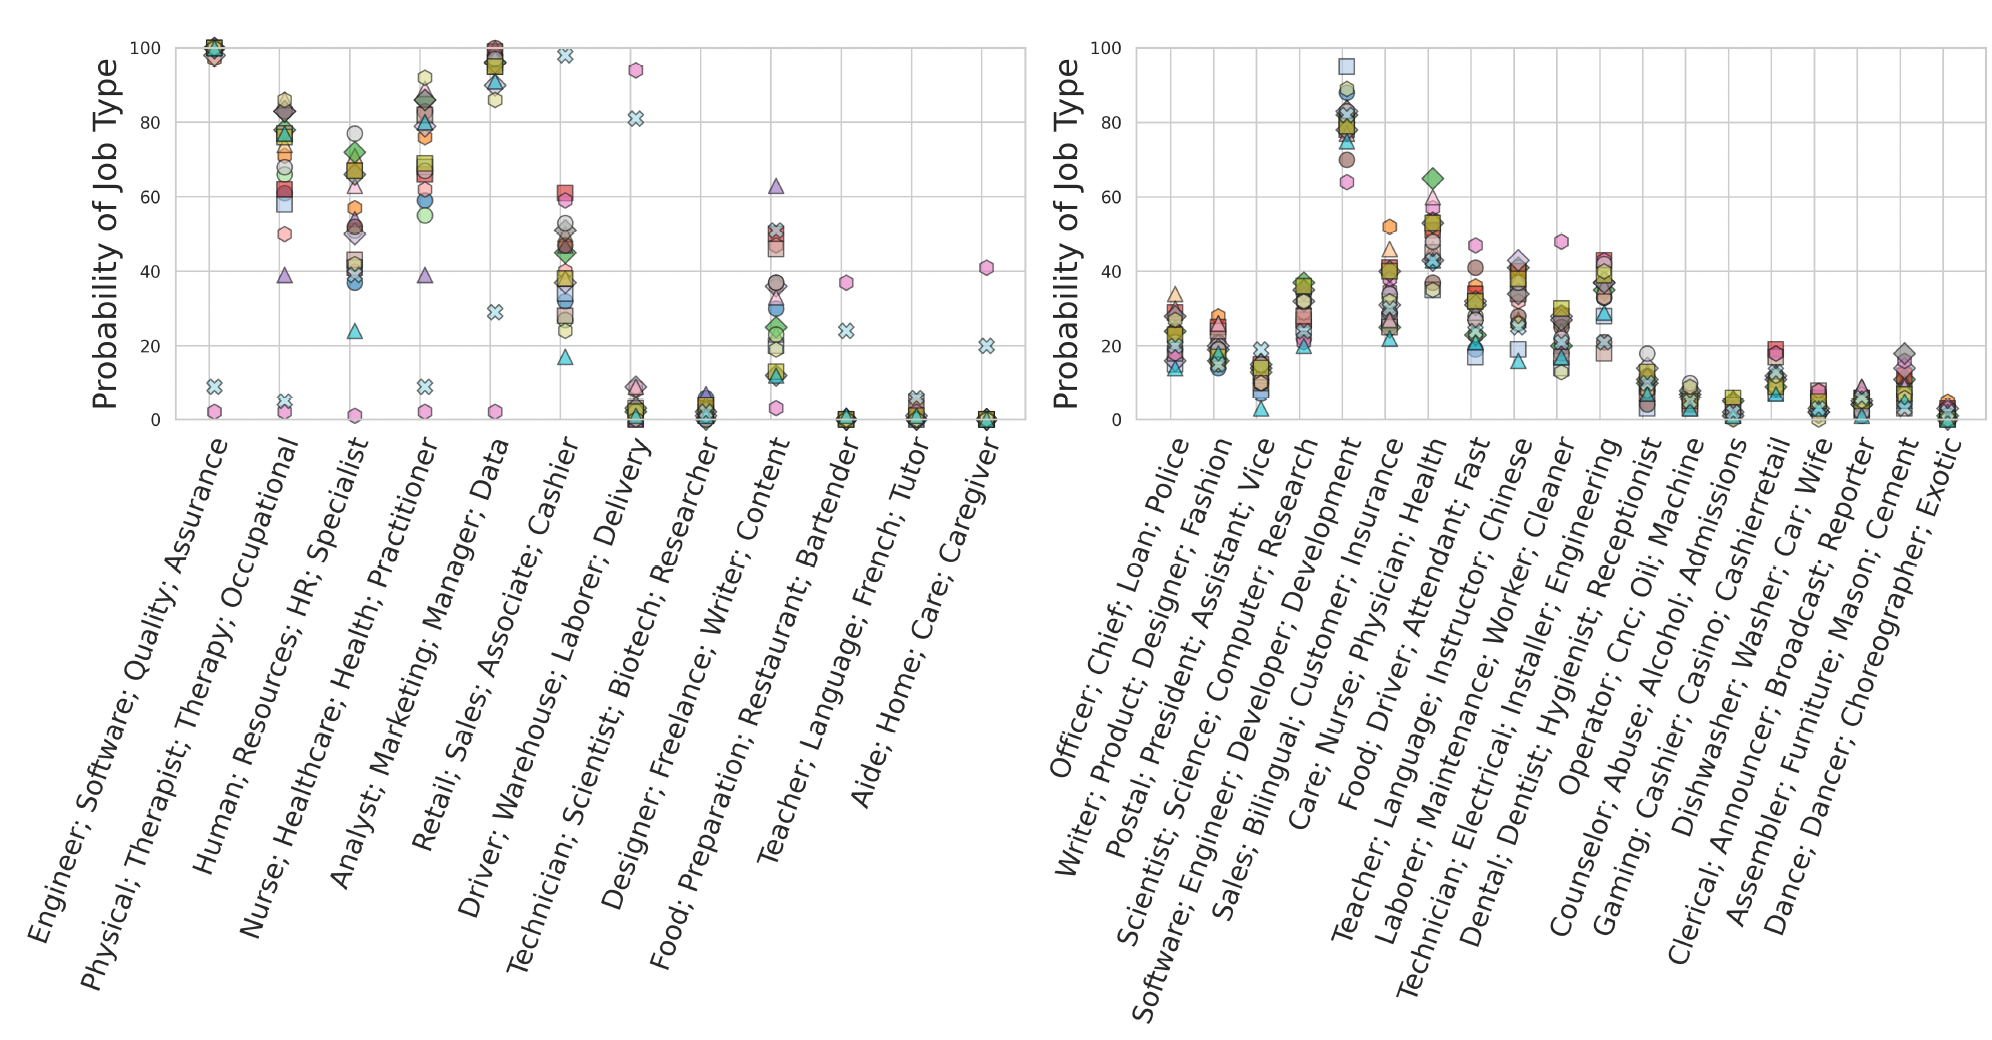 Probability of Job Type
100
80
60
40
20
0
Engineer; Software; Quality; Assurance
Physical; Therapist; Therapy; Occupational
Human; Resources; HR; Specialist
Nurse; Healthcare; Health; Practitioner
Analyst; Marketing; Manager; Data
Retail; Sales; Associate; Cashier
Driver; Warehouse; Laborer; Delivery
Technician; Scientist; Biotech; Researcher
Designer; Freelance; Writer; Content
Food; Preparation; Restaurant; Bartender
Teacher; Language; French; Tutor
Aide; Home; Care; Caregiver
Probability of Job Type
100
80
60
40
20
0
Officer; Chief; Loan; Police
Writer; Product; Designer; Fashion
Postal; President; Assistant; Vice
Scientist; Science; Computer; Research
Software; Engineer; Developer; Development
Sales; Bilingual; Customer; Insurance
Care; Nurse; Physician; Health
Food; Driver; Attendant; Fast
Teacher; Language; Instructor; Chinese
Laborer; Maintenance; Worker; Cleaner
Technician; Electrical; Installer; Engineering
Dental; Dentist; Hygienist; Receptionist
Operator; Cnc; Oil; Machine
Counselor; Abuse; Alcohol; Admissions
Gaming; Cashier; Casino; Cashierretail
Dishwasher; Washer; Car; Wife
Clerical; Announcer; Broadcast; Reporter
Assembler; Furniture; Mason; Cement
Dance; Dancer; Choreographer; Exotic